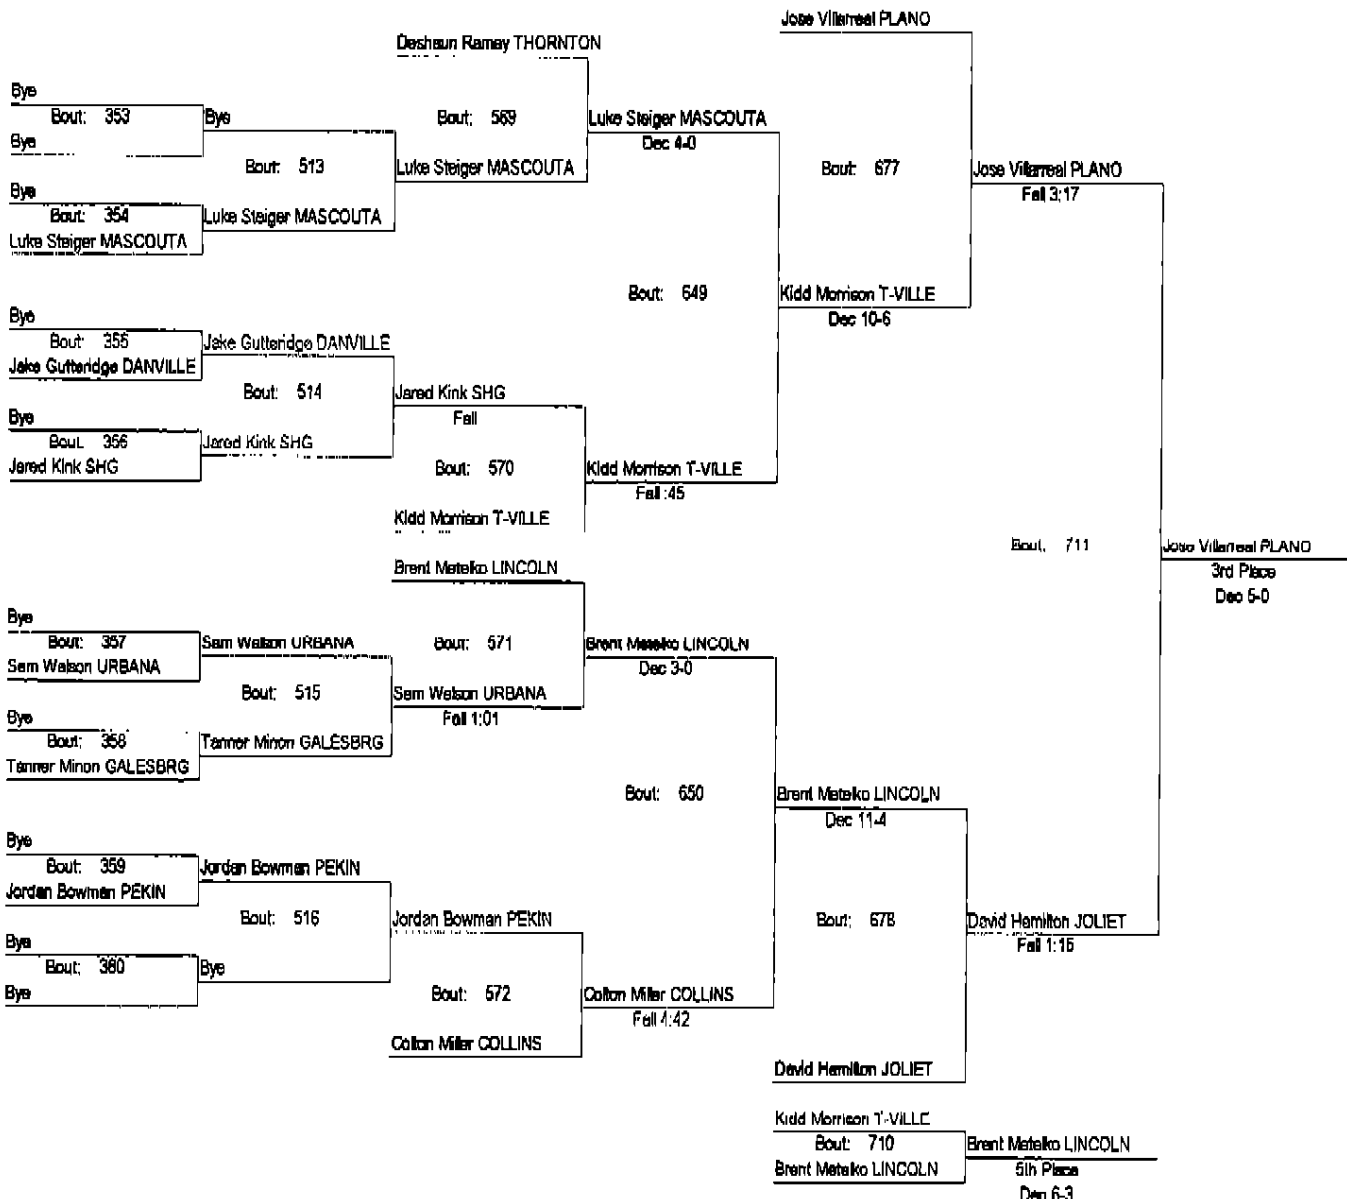 Jose Villarreal PLANO
Deshaun Ramey THORNTON
Bye
Bout: 353
Bye
Bye
Bout: 569
Luke Steiger MASCOUTA
Dec 4-0
Bout: 513
Luke Steiger MASCOUTA
Bout: 677
Jose Villarreal PLANO
Fall 3:17
Bye
Bout: 354
Luke Steiger MASCOUTA
Luke Steiger MASCOUTA
Bout: 649
Kidd Morrison T-VILLE
Dec 10-6
Bye
Bout: 355
Jake Gutteridge DANVILLE
Jake Gutteridge DANVILLE
Bout: 514
Jared Kink SHG
Fall
Bye
Bout. 356
Jared Kink SHG
Jared Kink SHG
Bout: 570
Kidd Morrison T-VILLE
Fall :45
Kidd Morrison T-VILLE
Bout. 711
Jose Villarreal PLANO
3rd Place
Dec 5-0
Brent Metelko LINCOLN
Bye
Bout: 357
Sam Watson URBANA
Sam Watson URBANA
Bout: 571
Brent Metelko LINCOLN
Dec 3-0
Bout: 515
Sam Watson URBANA
Fall 1:01
Bye
Bout: 358
Tanner Minon GALESBRG
Tanner Minon GALESBRG
Bout: 650
Brent Metelko LINCOLN
Dec 11-4
Bye
Bout: 359
Jordan Bowman PEKIN
Jordan Bowman PEKIN
Bout: 516
Jordan Bowman PEKIN
Bout: 678
David Hamilton JOLIET
Fall 1:15
Bye
Bout: 360
Bye
Bye
Bout: 572
Colton Miller COLLINS
Fall 4:42
Colton Miller COLLINS
David Hamilton JOLIET
Kidd Morrison T-VILLE
Bout: 710
Brent Metelko LINCOLN
Brent Metelko LINCOLN
5th Place
Dec 6-3